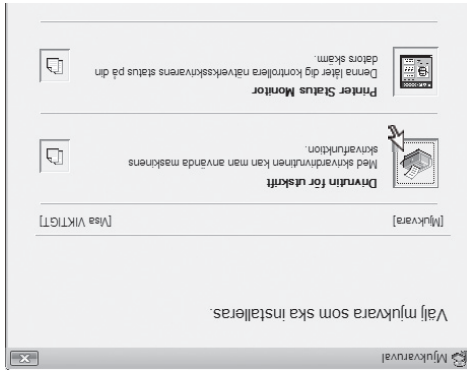 Mjukvaruval
Välj mjukvara som ska installeras.
[Mjukvara] [Visa VIKTIGT]
Drivrutin för utskrift
Med skrivardrivrutinen kan man använda maskinens
skrivarfunktion.
Printer Status Monitor
Denna låter dig kontrollera nätverksskrivarens status på din
dators skärm.